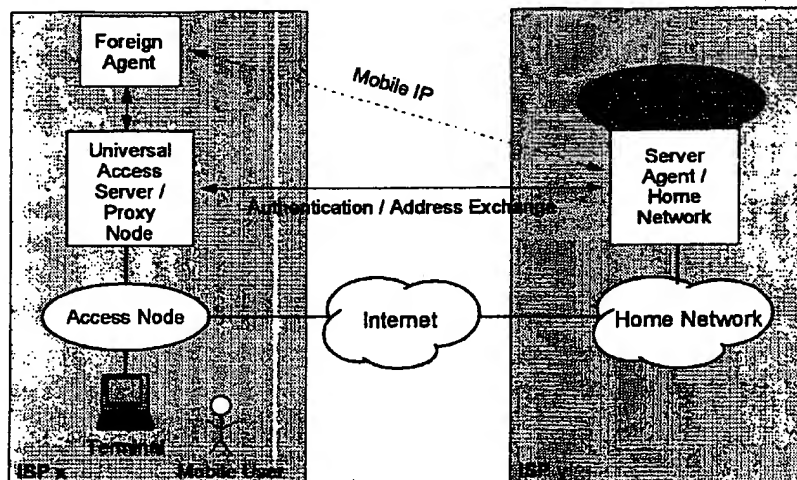 Foreign
Agent
Mobile IP
Universal
Access
Server /
Proxy
Node
Server
Agent /
Home
Network
Authentication / Address Exchange
Access Node
Internet
Home Network
Terminal
Mobile User
ISP x
ISP y